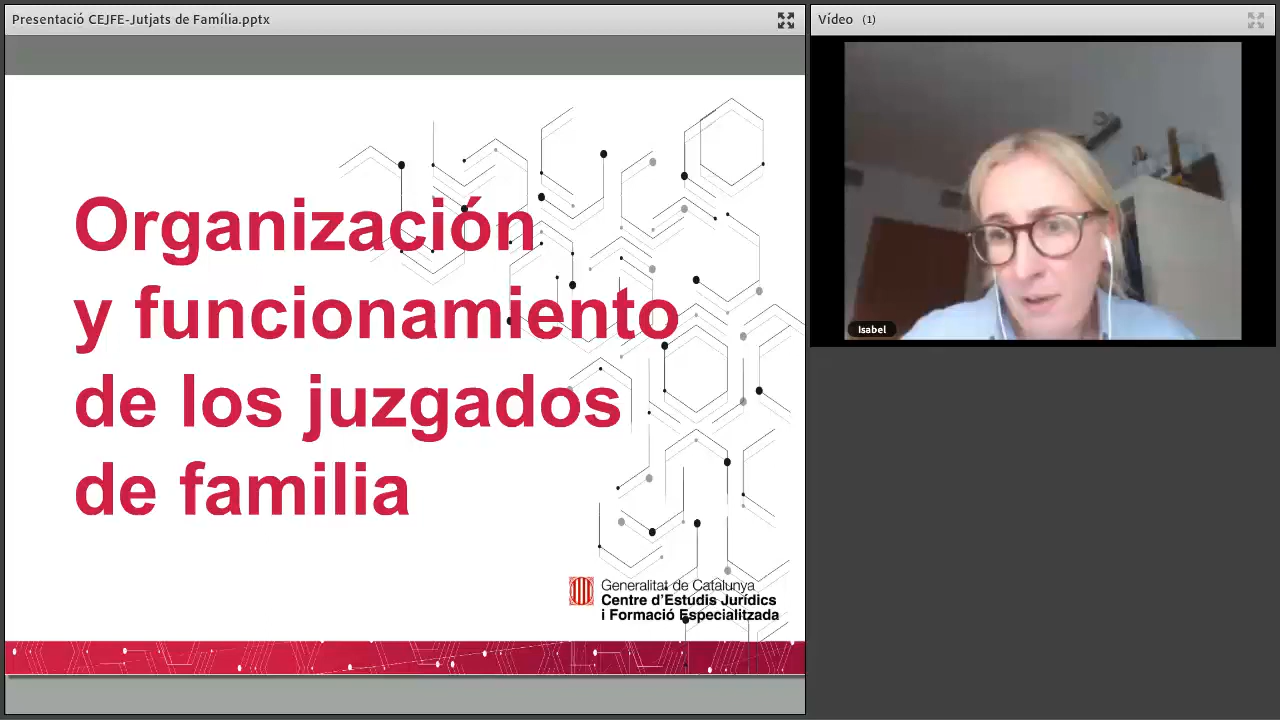 Presentació CEJFE-Jutjats de Família.pptx
Vídeo (1)
Organización
y funcionamiento
de los juzgados
de familia
Isabel
Generalitat de Catalunya
Centre d'Estudis Jurídics
i Formació Especialitzada